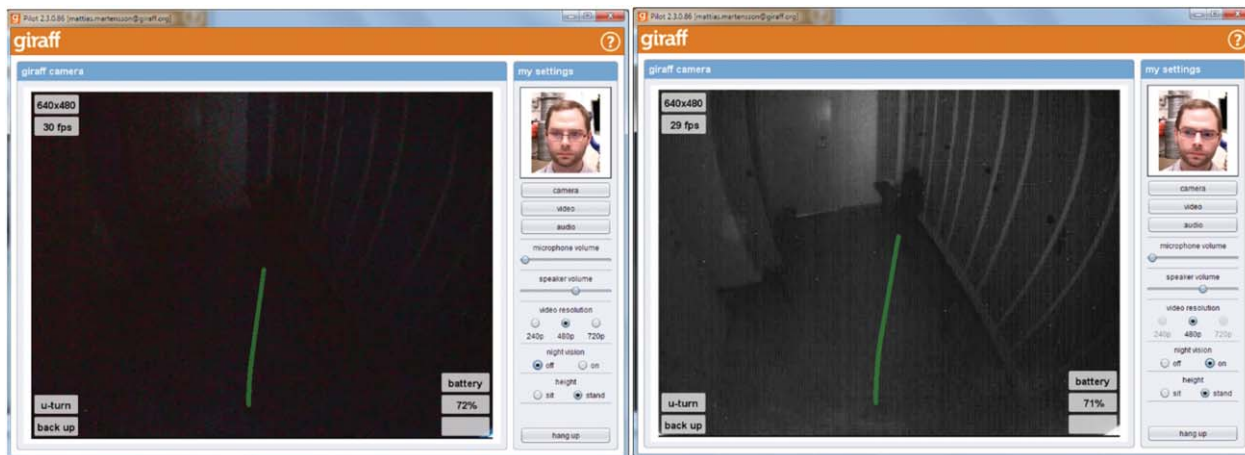 Pilot 2.3.0.86 [mattias.martensson@giraff.org]
giraff
?
giraff camera
my settings
640x480
30 fps
camera
video
audio
microphone volume
speaker volume
video resolution
240p 480p 720p
night vision
off on
battery
height
72%
sit stand
u-turn
back up
hang up
Pilot 2.3.0.86 [mattias.martensson@giraff.org]
giraff
?
giraff camera
my settings
640x480
29 fps
camera
video
audio
microphone volume
speaker volume
video resolution
240p 480p 720p
night vision
off on
battery
height
71%
sit stand
u-turn
back up
hang up